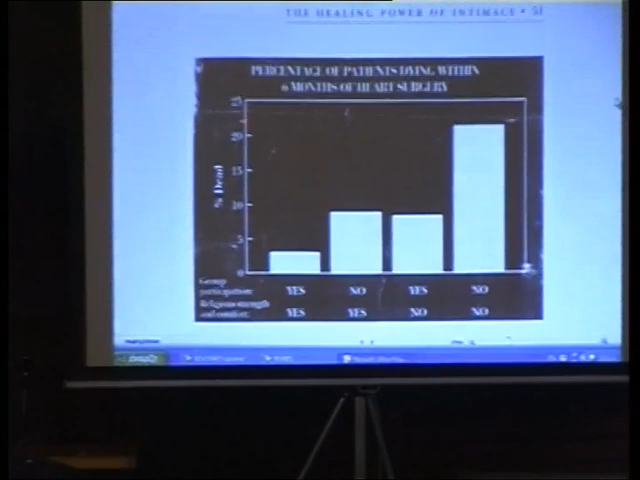 THE HEALING POWER OF INTIMACY • 51
PERCENTAGE OF PATIENTS DYING WITHIN
6 MONTHS OF HEART SURGERY
25
20
15
10
5
0
% Dead
Group
participation: YES NO YES NO
Religious strength
and comfort: YES YES NO NO